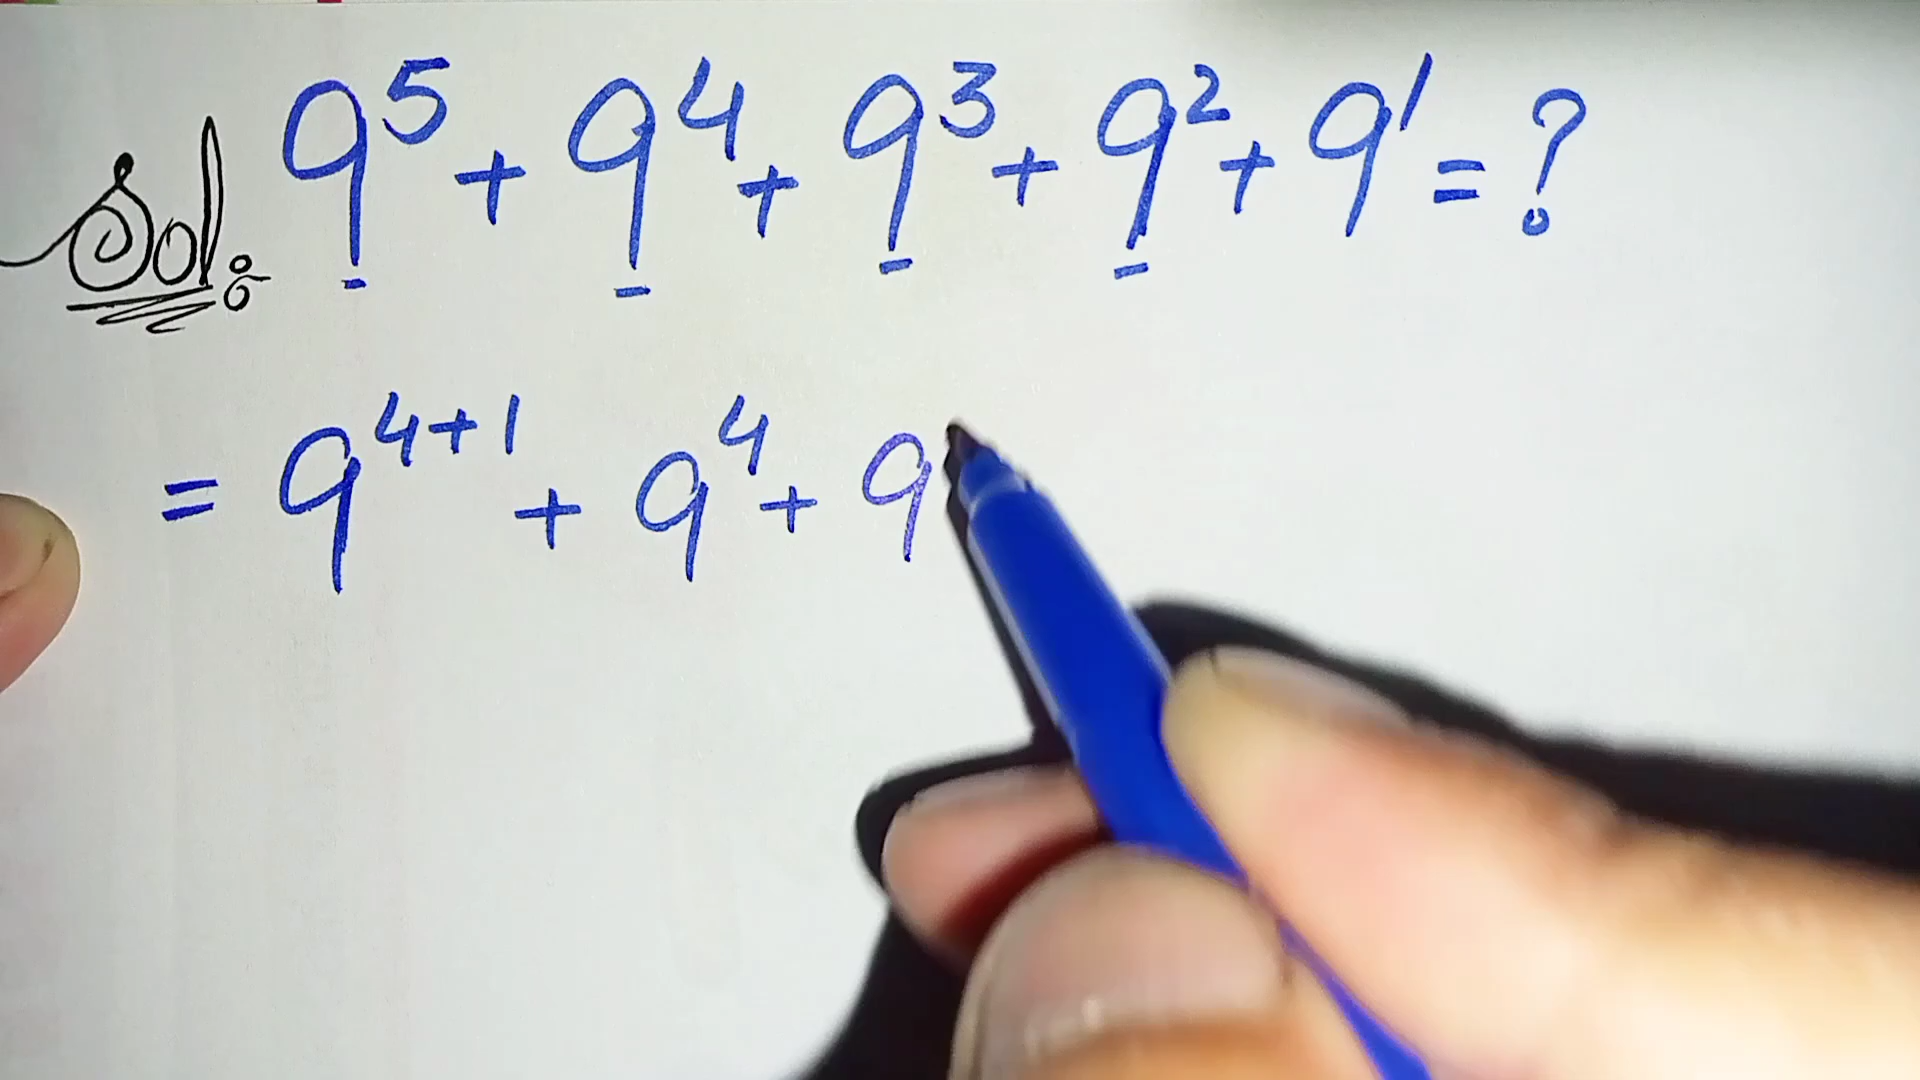 9⁵ + 9⁴ + 9³ + 9² + 9¹ = ?
Sol:
= 9⁴⁺¹ + 9⁴ + 9